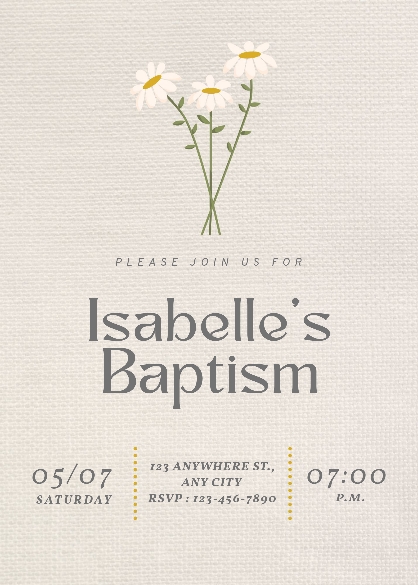 PLEASE JOIN US FOR
Isabelle's
Baptism
05/07
SATURDAY
123 ANYWHERE ST.,
ANY CITY
RSVP : 123-456-7890
07:00
P.M.